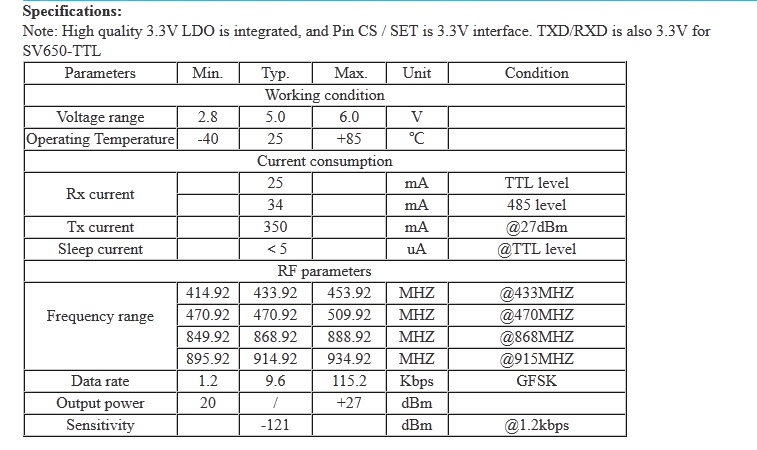 Specifications:
Note: High quality 3.3V LDO is integrated, and Pin CS / SET is 3.3V interface. TXD/RXD is also 3.3V for
SV650-TTL
Parameters Min. Typ. Max. Unit Condition
Working condition
Voltage range 2.8 5.0 6.0 V
Operating Temperature -40 25 +85 ℃
Current consumption
Rx current 25 mA TTL level
34 mA 485 level
Tx current 350 mA @27dBm
Sleep current < 5 uA @TTL level
RF parameters
Frequency range 414.92 433.92 453.92 MHZ @433MHZ
470.92 470.92 509.92 MHZ @470MHZ
849.92 868.92 888.92 MHZ @868MHZ
895.92 914.92 934.92 MHZ @915MHZ
Data rate 1.2 9.6 115.2 Kbps GFSK
Output power 20 / +27 dBm
Sensitivity -121 dBm @1.2kbps